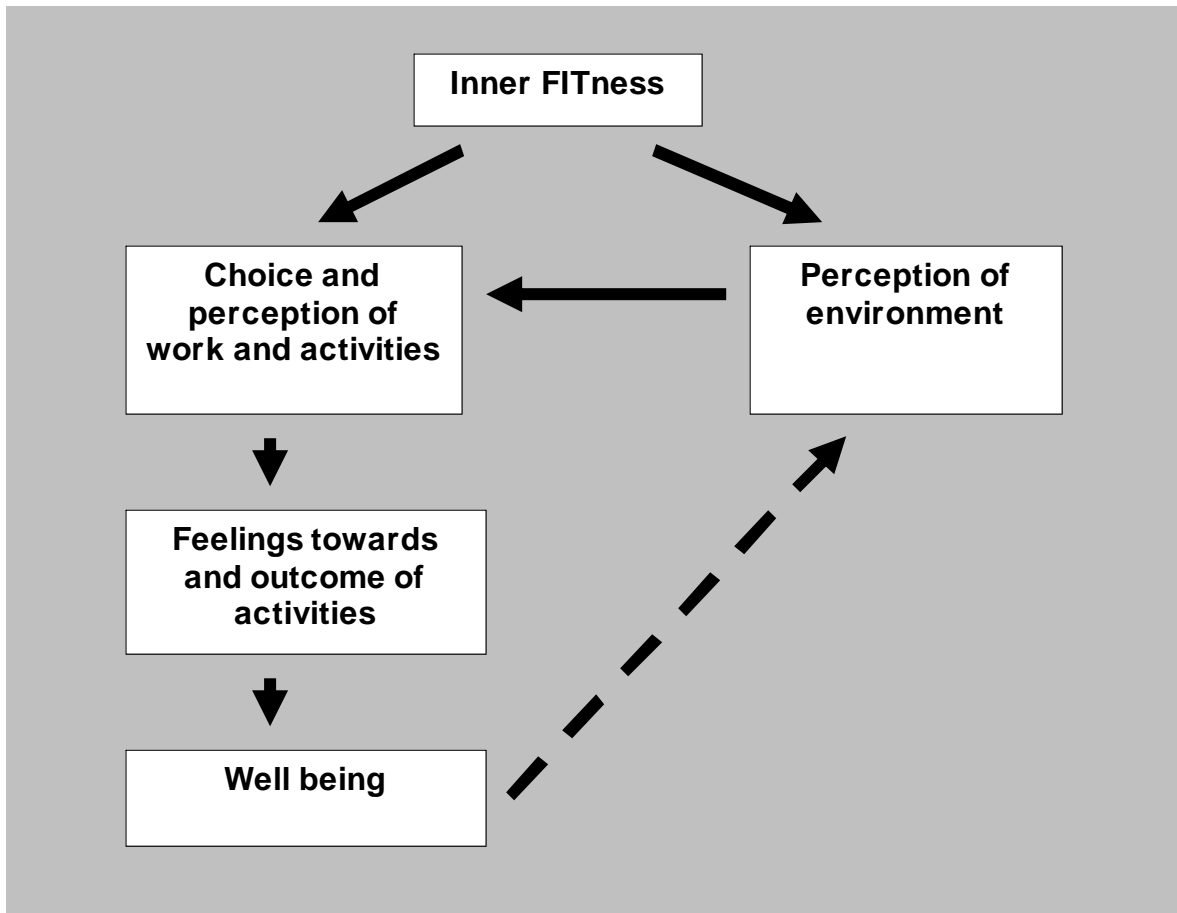 Inner FITness
Choice and
perception of
work and activities
Perception of
environment
Feelings towards
and outcome of
activities
Well being